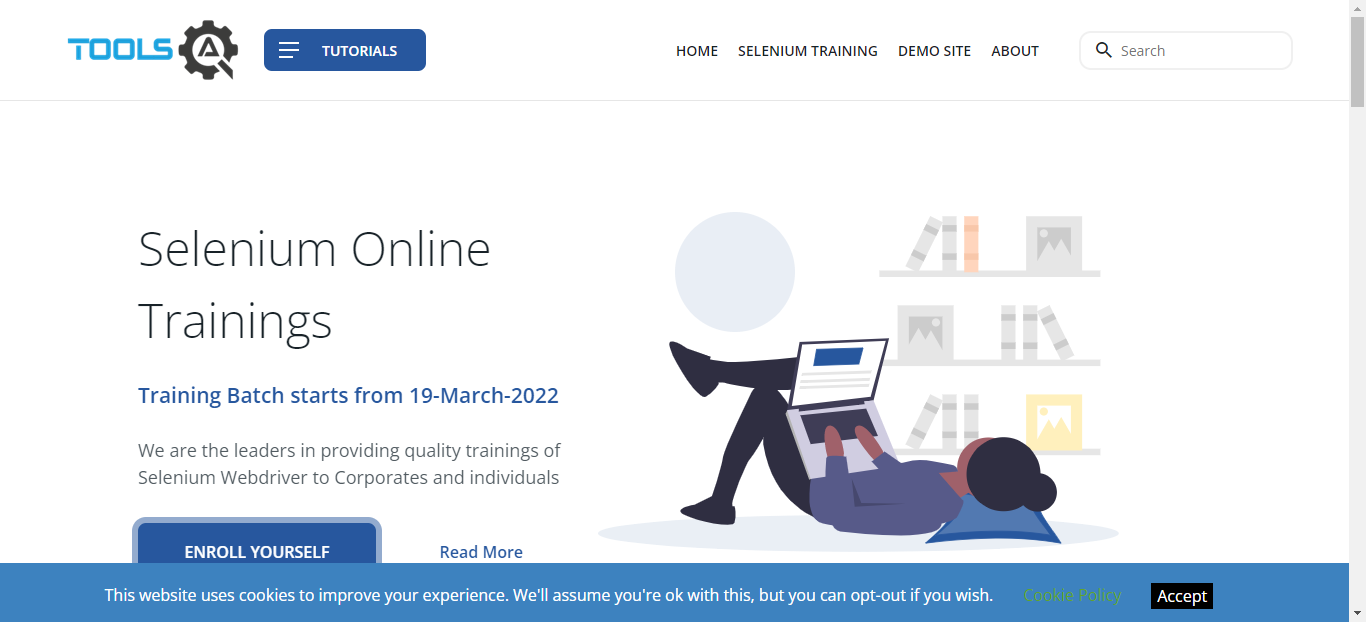 TOOLS QA
TUTORIALS
HOME
SELENIUM TRAINING
DEMO SITE
ABOUT
Search
Selenium Online
Trainings
Training Batch starts from 19-March-2022
We are the leaders in providing quality trainings of
Selenium Webdriver to Corporates and individuals
ENROLL YOURSELF
Read More
This website uses cookies to improve your experience. We'll assume you're ok with this, but you can opt-out if you wish.
Cookie Policy
Accept